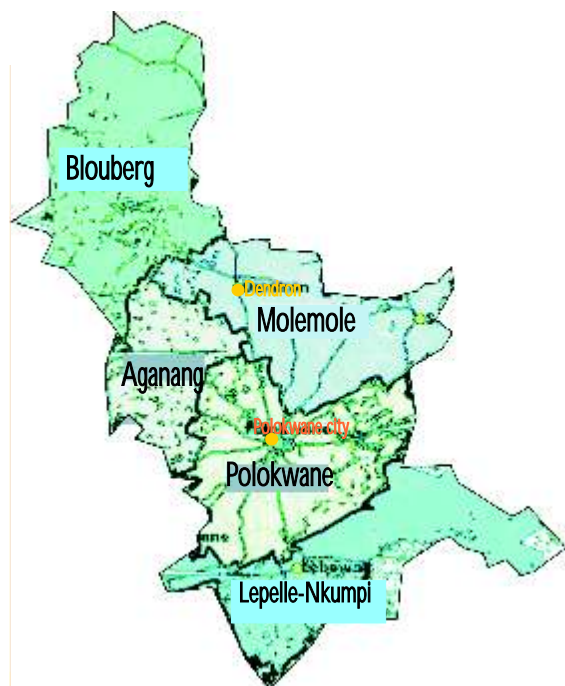 Blouberg
Dendron
Molemole
Aganang
Polokwane city
Polokwane
Lepelle-Nkumpi